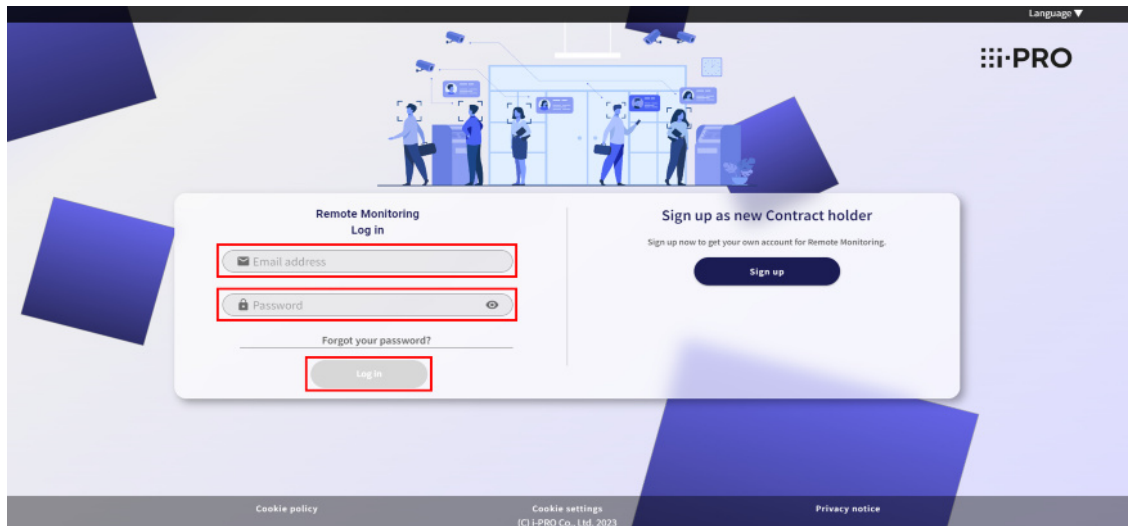 Language ▼
i-PRO
Remote Monitoring
Log in
Email address
Password
Forgot your password?
Log in
Sign up as new Contract holder
Sign up now to get your own account for Remote Monitoring.
Sign up
Cookie policy
Cookie settings
Privacy notice
(C) i-PRO Co., Ltd. 2023